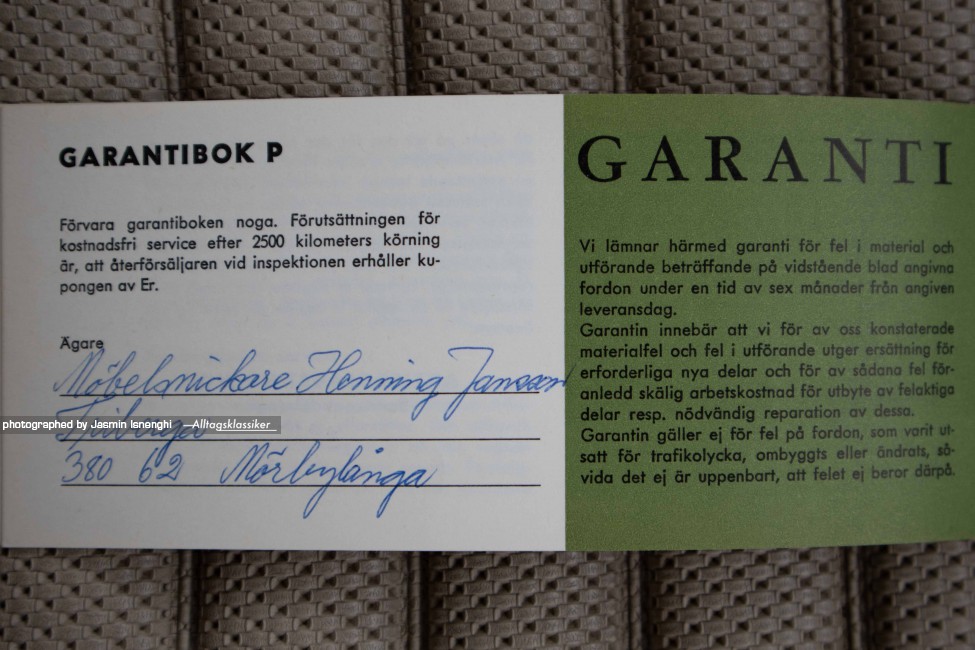 GARANTIBOK P
Förvara garantiboken noga. Förutsättningen för
kostnadsfri service efter 2500 kilometers körning
är, att återförsäljaren vid inspektionen erhåller ku-
pongen av Er.
Ägare
Möbelsnickare Henning Jansson
380 62 Mörbylånga
photographed by Jasmin Isnenghi __Alltagsklassiker_
GARANTI
Vi lämnar härmed garanti för fel i material och
utförande beträffande på vidstående blad angivna
fordon under en tid av sex månader från angiven
leveransdag.
Garantin innebär att vi för av oss konstaterade
materialfel och fel i utförande utger ersättning för
erforderliga nya delar och för av sådana fel för-
anledd skälig arbetskostnad för utbyte av felaktiga
delar resp. nödvändig reparation av dessa.
Garantin gäller ej för fel på fordon, som varit ut-
satt för trafikolycka, ombyggts eller ändrats, så-
vida det ej är uppenbart, att felet ej beror därpå.